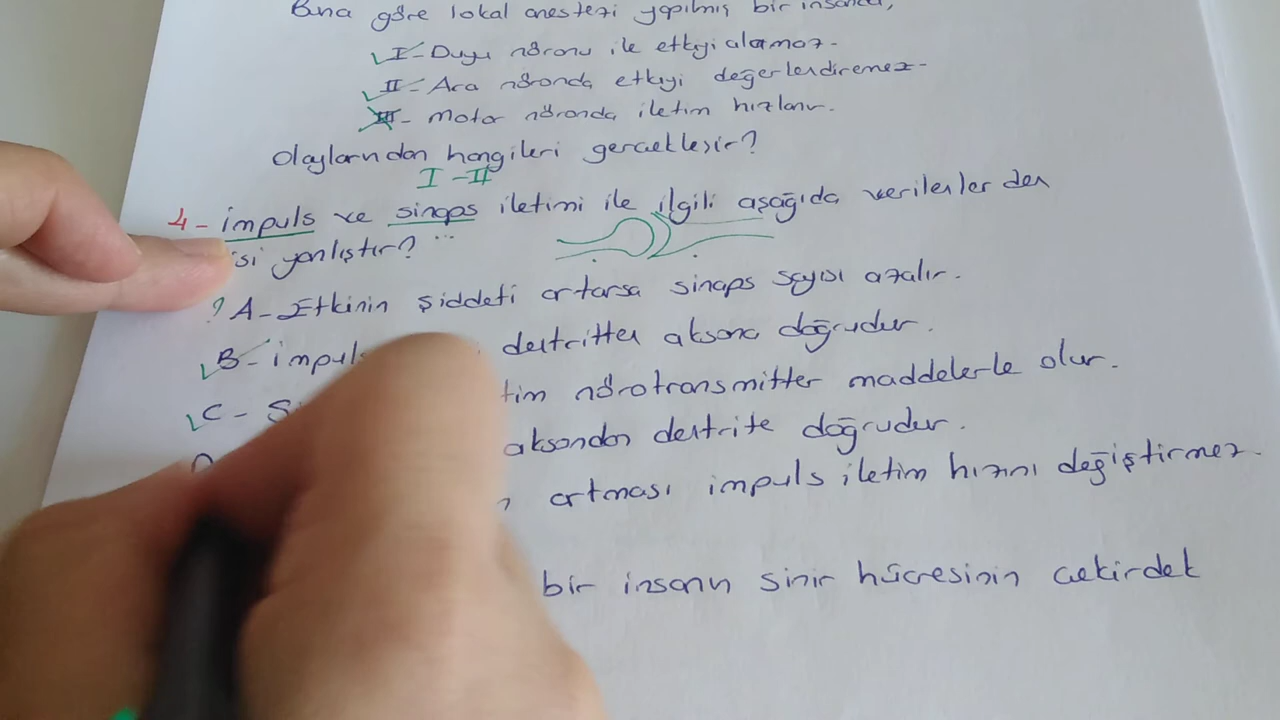 Buna göre lokal anestezi yapılmış bir insanda,
I- Duyu nöronu ile etkiyi alamaz.
II- Ara nöronda etkiyi değerlendiremez.
III- Motor nöronda iletim hızlanır.
Olaylarından hangileri gerçekleşir?
I - II
4- impuls ve sinaps iletimi ile ilgili aşağıda verilenlerden
isi yanlıştır?
? A- Etkinin şiddeti artarsa sinaps sayısı azalır.
B- impuls dentritten aksona doğrudur.
C- S tim nörotransmitter maddelerle olur.
aksondan dentrite doğrudur.
artması impuls iletim hızını değiştirmez.
bir insanın sinir hücresinin çekirdek